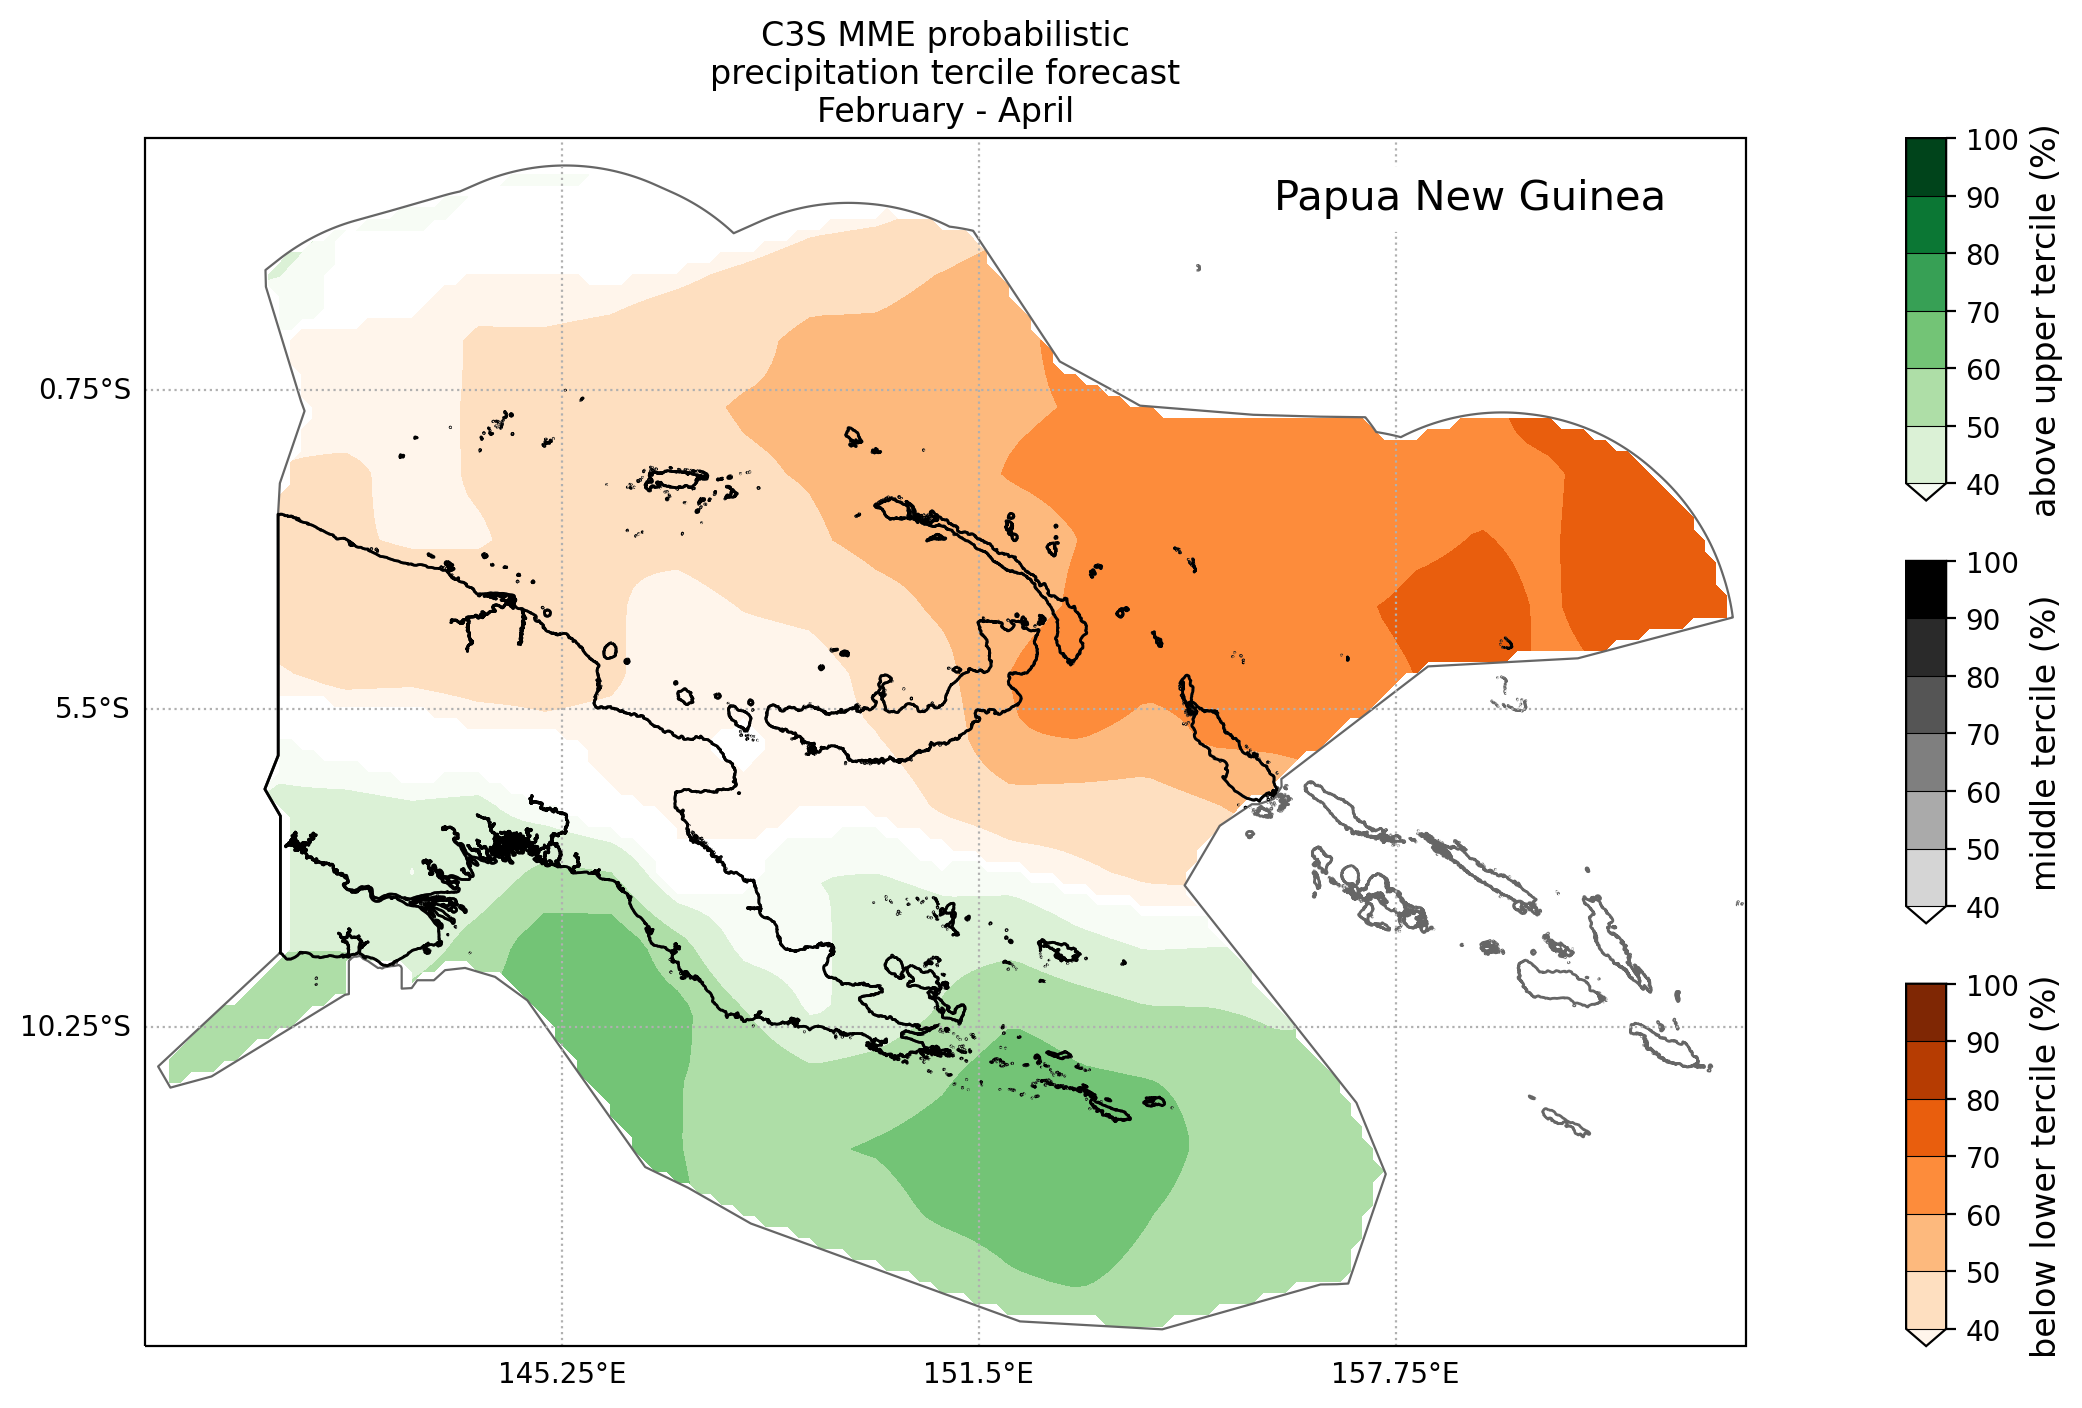 C3S MME probabilistic
precipitation tercile forecast
February - April
Papua New Guinea
0.75°S
5.5°S
10.25°S
145.25°E
151.5°E
157.75°E
100
90
80
70
60
50
40
above upper tercile (%)
100
90
80
70
60
50
40
middle tercile (%)
100
90
80
70
60
50
40
below lower tercile (%)